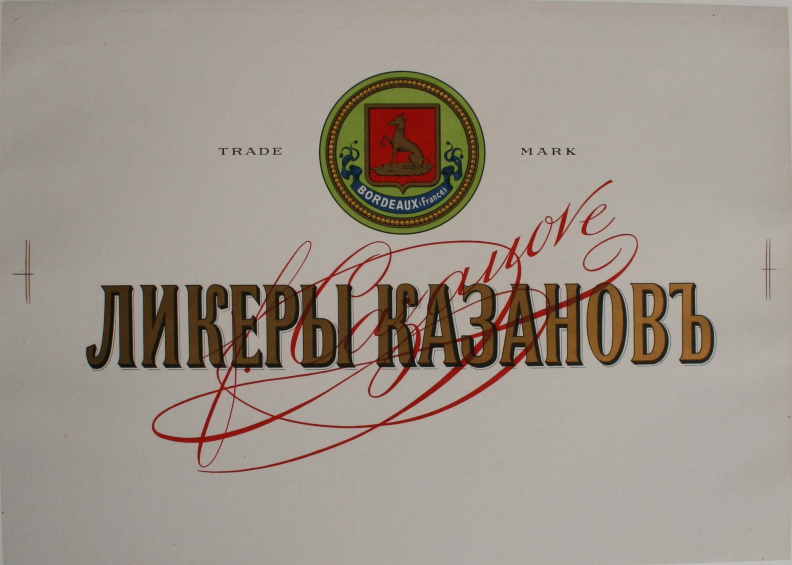 TRADE MARK
BORDEAUX (France)
Cazanove
ЛИКЕРЫ КАЗАНОВЪ